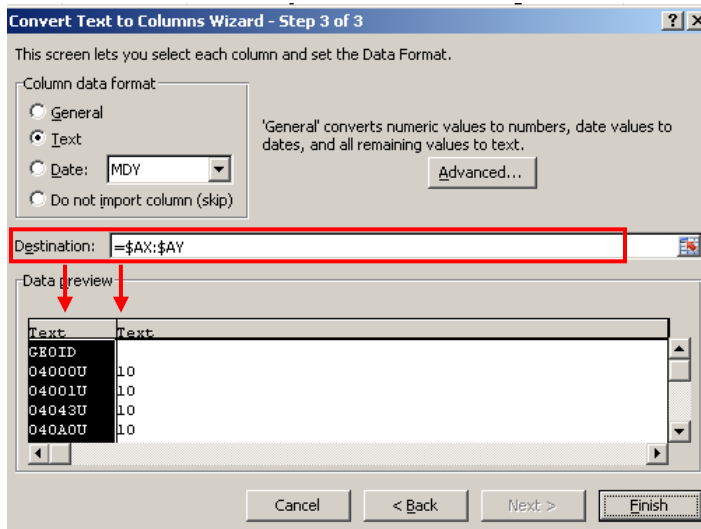 Convert Text to Columns Wizard - Step 3 of 3
This screen lets you select each column and set the Data Format.
Column data format
General
Text
Date: MDY
Do not import column (skip)
'General' converts numeric values to numbers, date values to
dates, and all remaining values to text.
Advanced...
Destination: =$AX:$AY
Data preview
Text Text
GEOID
04000U 10
04001U 10
04043U 10
040A0U 10
Cancel < Back Next > Finish